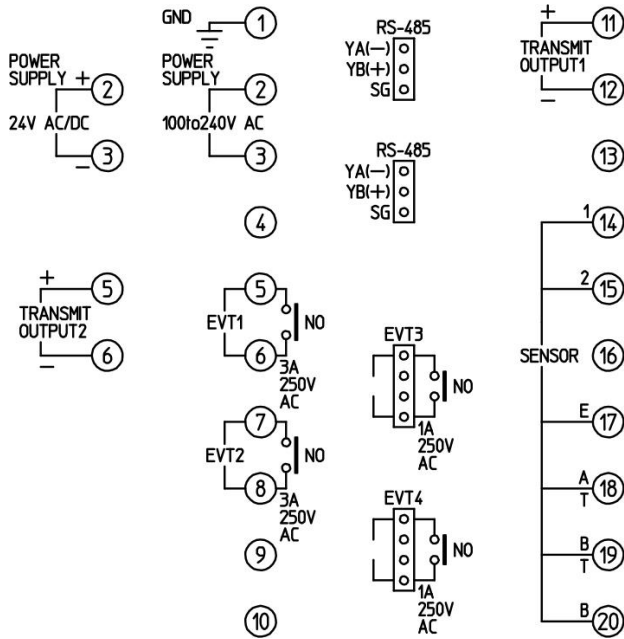 GND
1
POWER
SUPPLY +
2
24V AC/DC
3
−
POWER
SUPPLY
2
100to240V AC
3
4
+
5
TRANSMIT
OUTPUT2
6
−
EVT1
5
NO
6
3A
250V
AC
EVT2
7
NO
8
3A
250V
AC
9
10
RS-485
YA(−)
YB(+)
SG
RS-485
YA(−)
YB(+)
SG
EVT3
NO
1A
250V
AC
EVT4
NO
1A
250V
AC
+
11
TRANSMIT
OUTPUT1
12
−
13
1
14
2
15
SENSOR
16
E
17
A
18
T
B
19
T
B
20